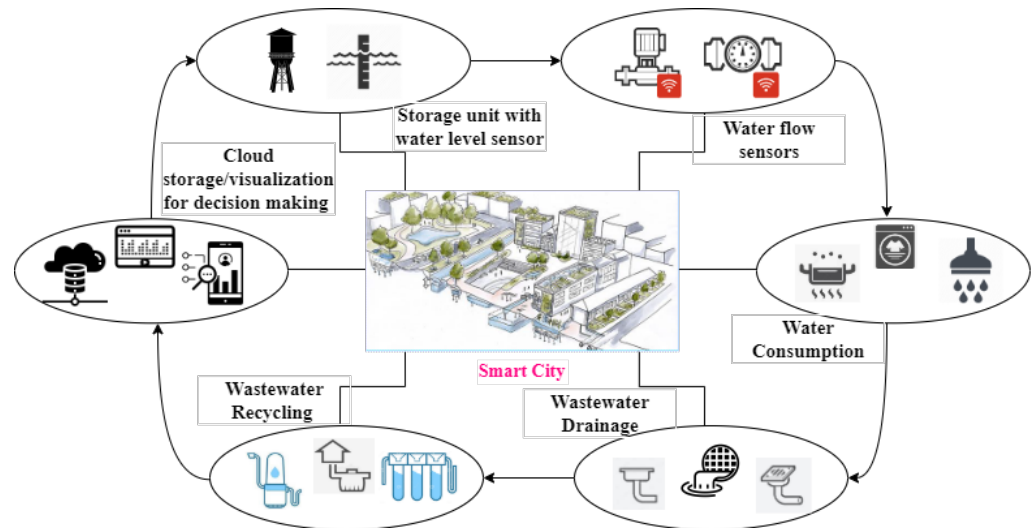 Storage unit with
water level sensor
Water flow
sensors
Cloud
storage/visualization
for decision making
Water
Consumption
Smart City
Wastewater
Recycling
Wastewater
Drainage